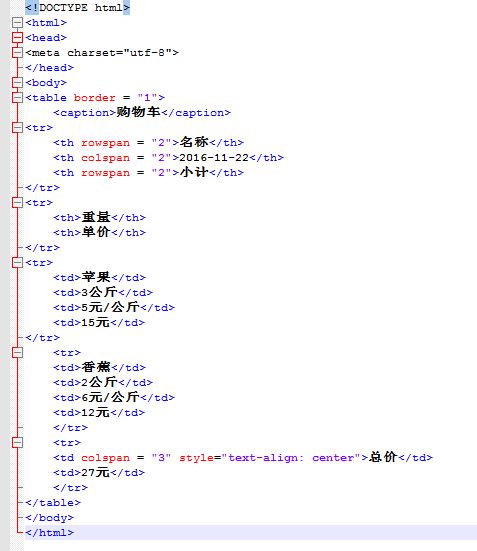 <!DOCTYPE html>
<html>
<head>
<meta charset="utf-8">
</head>
<body>
<table border = "1">
    <caption>购物车</caption>
<tr>
    <th rowspan = "2">名称</th>
    <th colspan = "2">2016-11-22</th>
    <th rowspan = "2">小计</th>
</tr>
<tr>
    <th>重量</th>
    <th>单价</th>
</tr>
<tr>
    <td>苹果</td>
    <td>3公斤</td>
    <td>5元/公斤</td>
    <td>15元</td>
</tr>
    <tr>
    <td>香蕉</td>
    <td>2公斤</td>
    <td>6元/公斤</td>
    <td>12元</td>
    </tr>
    <tr>
    <td colspan = "3" style="text-align: center">总价</td>
    <td>27元</td>
    </tr>
</table>
</body>
</html>